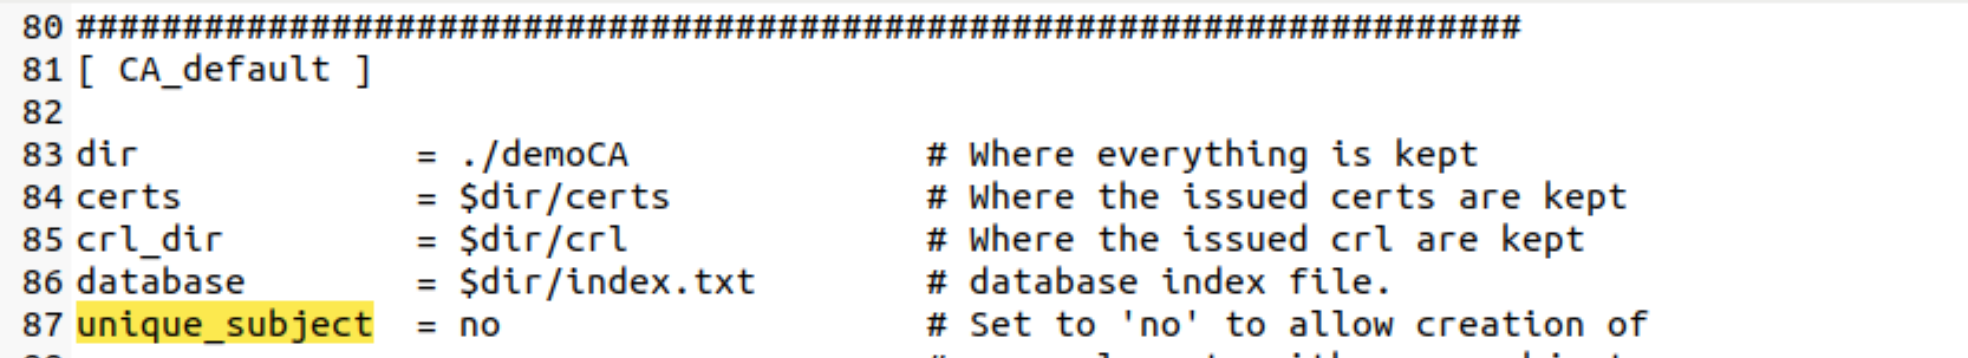 80 ####################################################################
81 [ CA_default ]
82
83 dir = ./demoCA # Where everything is kept
84 certs = $dir/certs # Where the issued certs are kept
85 crl_dir = $dir/crl # Where the issued crl are kept
86 database = $dir/index.txt # database index file.
87 unique_subject = no # Set to 'no' to allow creation of